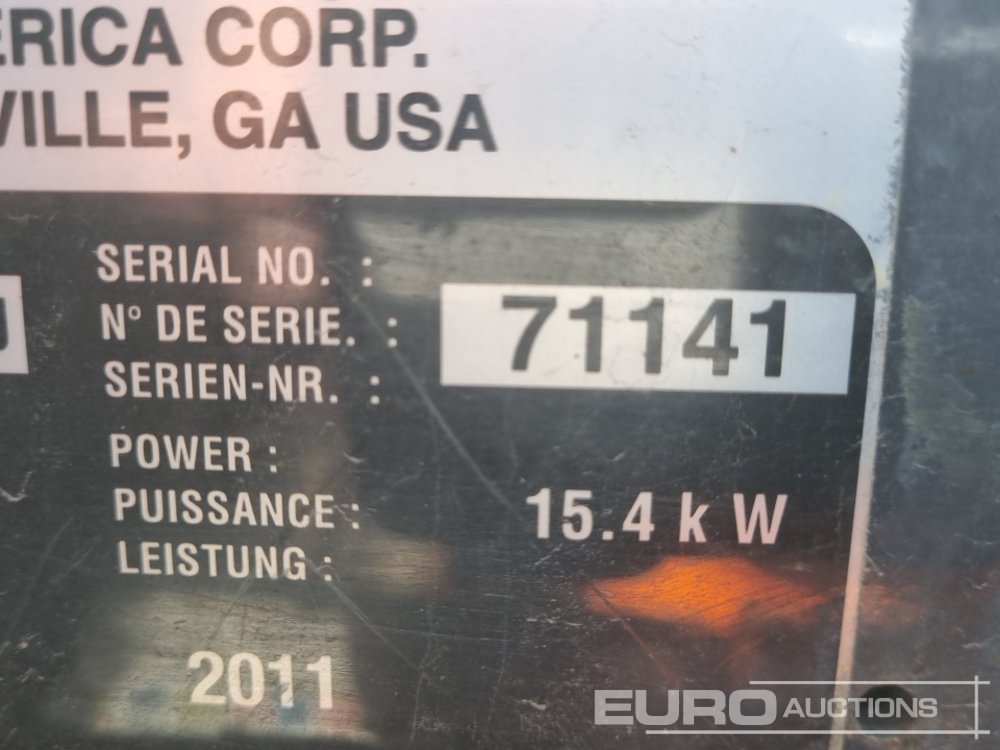 ERICA CORP.
VILLE, GA USA
SERIAL NO. :
N° DE SERIE. :
SERIEN-NR. :
71141
POWER :
PUISSANCE :
LEISTUNG :
15.4 kW
2011
EURO AUCTIONS